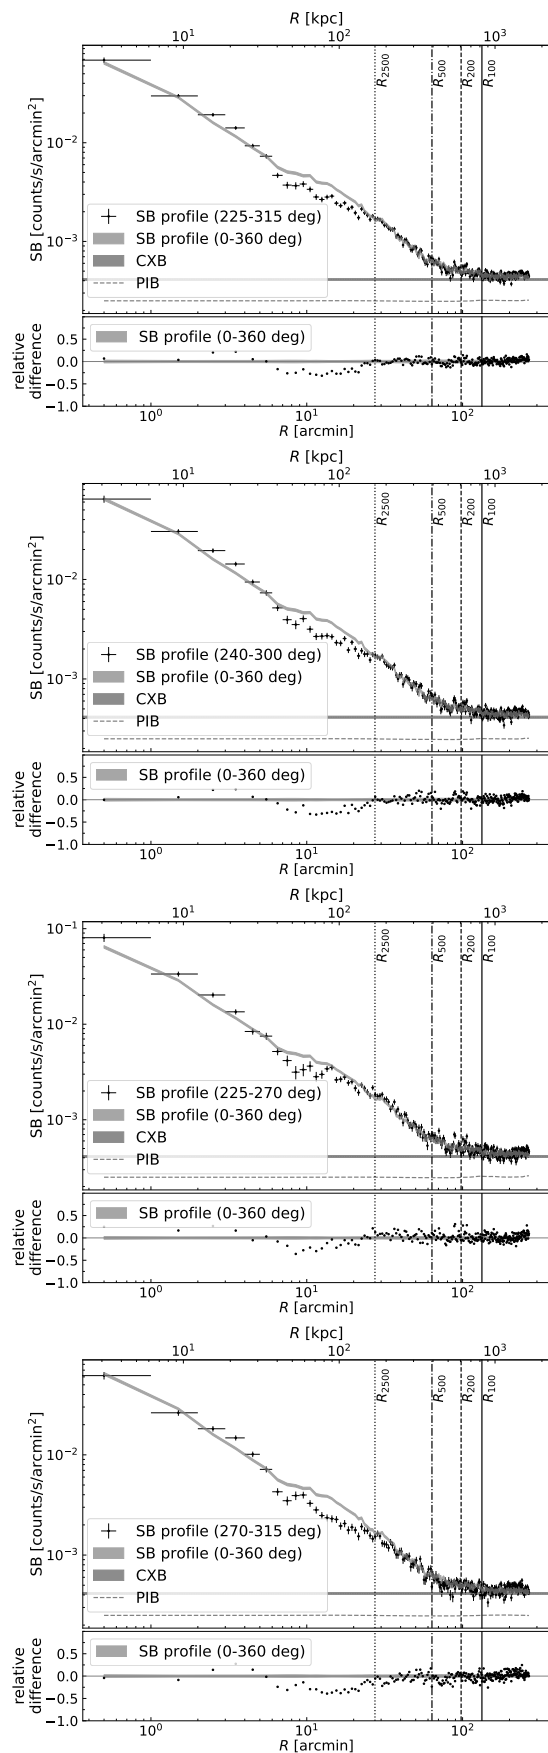 R [kpc]
10¹ 10² 10³
SB [counts/s/arcmin²]
10⁻²
10⁻³
R₂₅₀₀
R₅₀₀
R₂₀₀
R₁₀₀
SB profile (225-315 deg)
SB profile (0-360 deg)
CXB
PIB
relative
difference
0.5
0.0
−0.5
−1.0
SB profile (0-360 deg)
10⁰ 10¹ 10²
R [arcmin]
R [kpc]
10¹ 10² 10³
SB [counts/s/arcmin²]
10⁻²
10⁻³
R₂₅₀₀
R₅₀₀
R₂₀₀
R₁₀₀
SB profile (240-300 deg)
SB profile (0-360 deg)
CXB
PIB
relative
difference
0.5
0.0
−0.5
−1.0
SB profile (0-360 deg)
10⁰ 10¹ 10²
R [arcmin]
R [kpc]
10¹ 10² 10³
SB [counts/s/arcmin²]
10⁻¹
10⁻²
10⁻³
R₂₅₀₀
R₅₀₀
R₂₀₀
R₁₀₀
SB profile (225-270 deg)
SB profile (0-360 deg)
CXB
PIB
relative
difference
0.5
0.0
−0.5
−1.0
SB profile (0-360 deg)
10⁰ 10¹ 10²
R [arcmin]
R [kpc]
10¹ 10² 10³
SB [counts/s/arcmin²]
10⁻²
10⁻³
R₂₅₀₀
R₅₀₀
R₂₀₀
R₁₀₀
SB profile (270-315 deg)
SB profile (0-360 deg)
CXB
PIB
relative
difference
0.5
0.0
−0.5
−1.0
SB profile (0-360 deg)
10⁰ 10¹ 10²
R [arcmin]